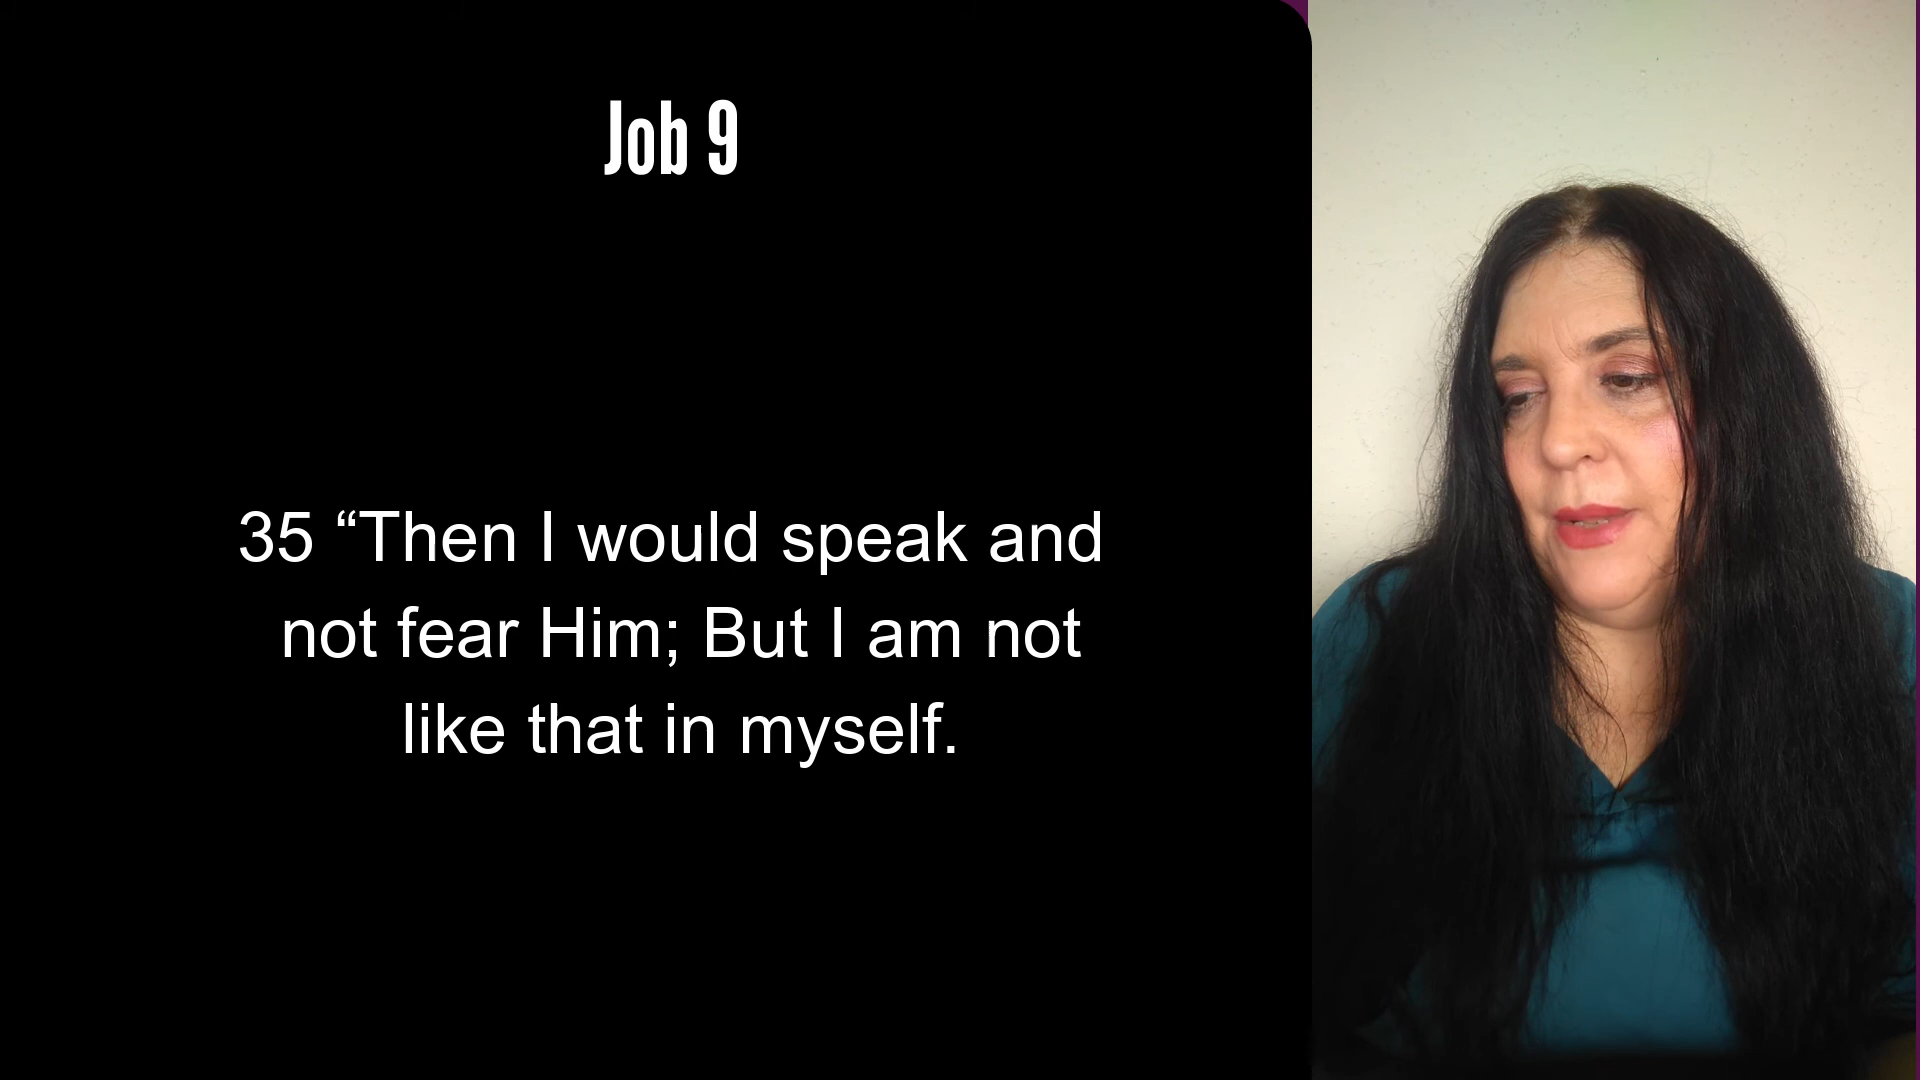 Job 9
35 “Then I would speak and
not fear Him; But I am not
like that in myself.